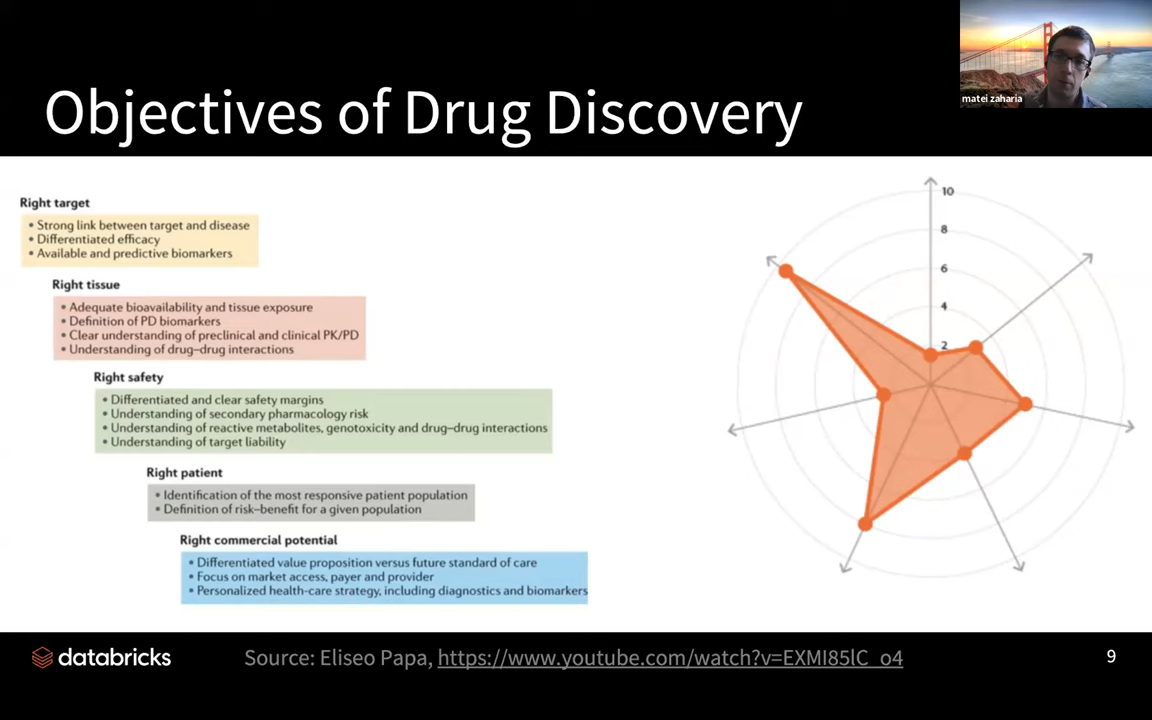 matei zaharia
Objectives of Drug Discovery
Right target
• Strong link between target and disease
• Differentiated efficacy
• Available and predictive biomarkers
Right tissue
• Adequate bioavailability and tissue exposure
• Definition of PD biomarkers
• Clear understanding of preclinical and clinical PK/PD
• Understanding of drug–drug interactions
Right safety
• Differentiated and clear safety margins
• Understanding of secondary pharmacology risk
• Understanding of reactive metabolites, genotoxicity and drug–drug interactions
• Understanding of target liability
Right patient
• Identification of the most responsive patient population
• Definition of risk–benefit for a given population
Right commercial potential
• Differentiated value proposition versus future standard of care
• Focus on market access, payer and provider
• Personalized health-care strategy, including diagnostics and biomarkers
10
8
6
4
2
databricks
Source: Eliseo Papa, https://www.youtube.com/watch?v=EXMI85lC_o4
9